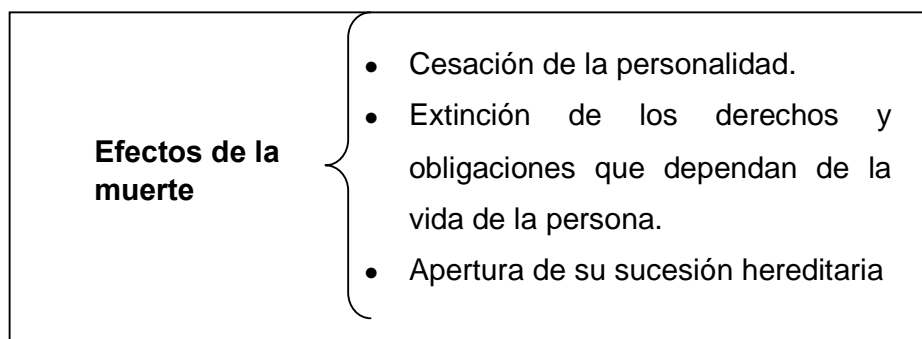 Efectos de la
muerte
● Cesación de la personalidad.
● Extinción de los derechos y
obligaciones que dependan de la
vida de la persona.
● Apertura de su sucesión hereditaria